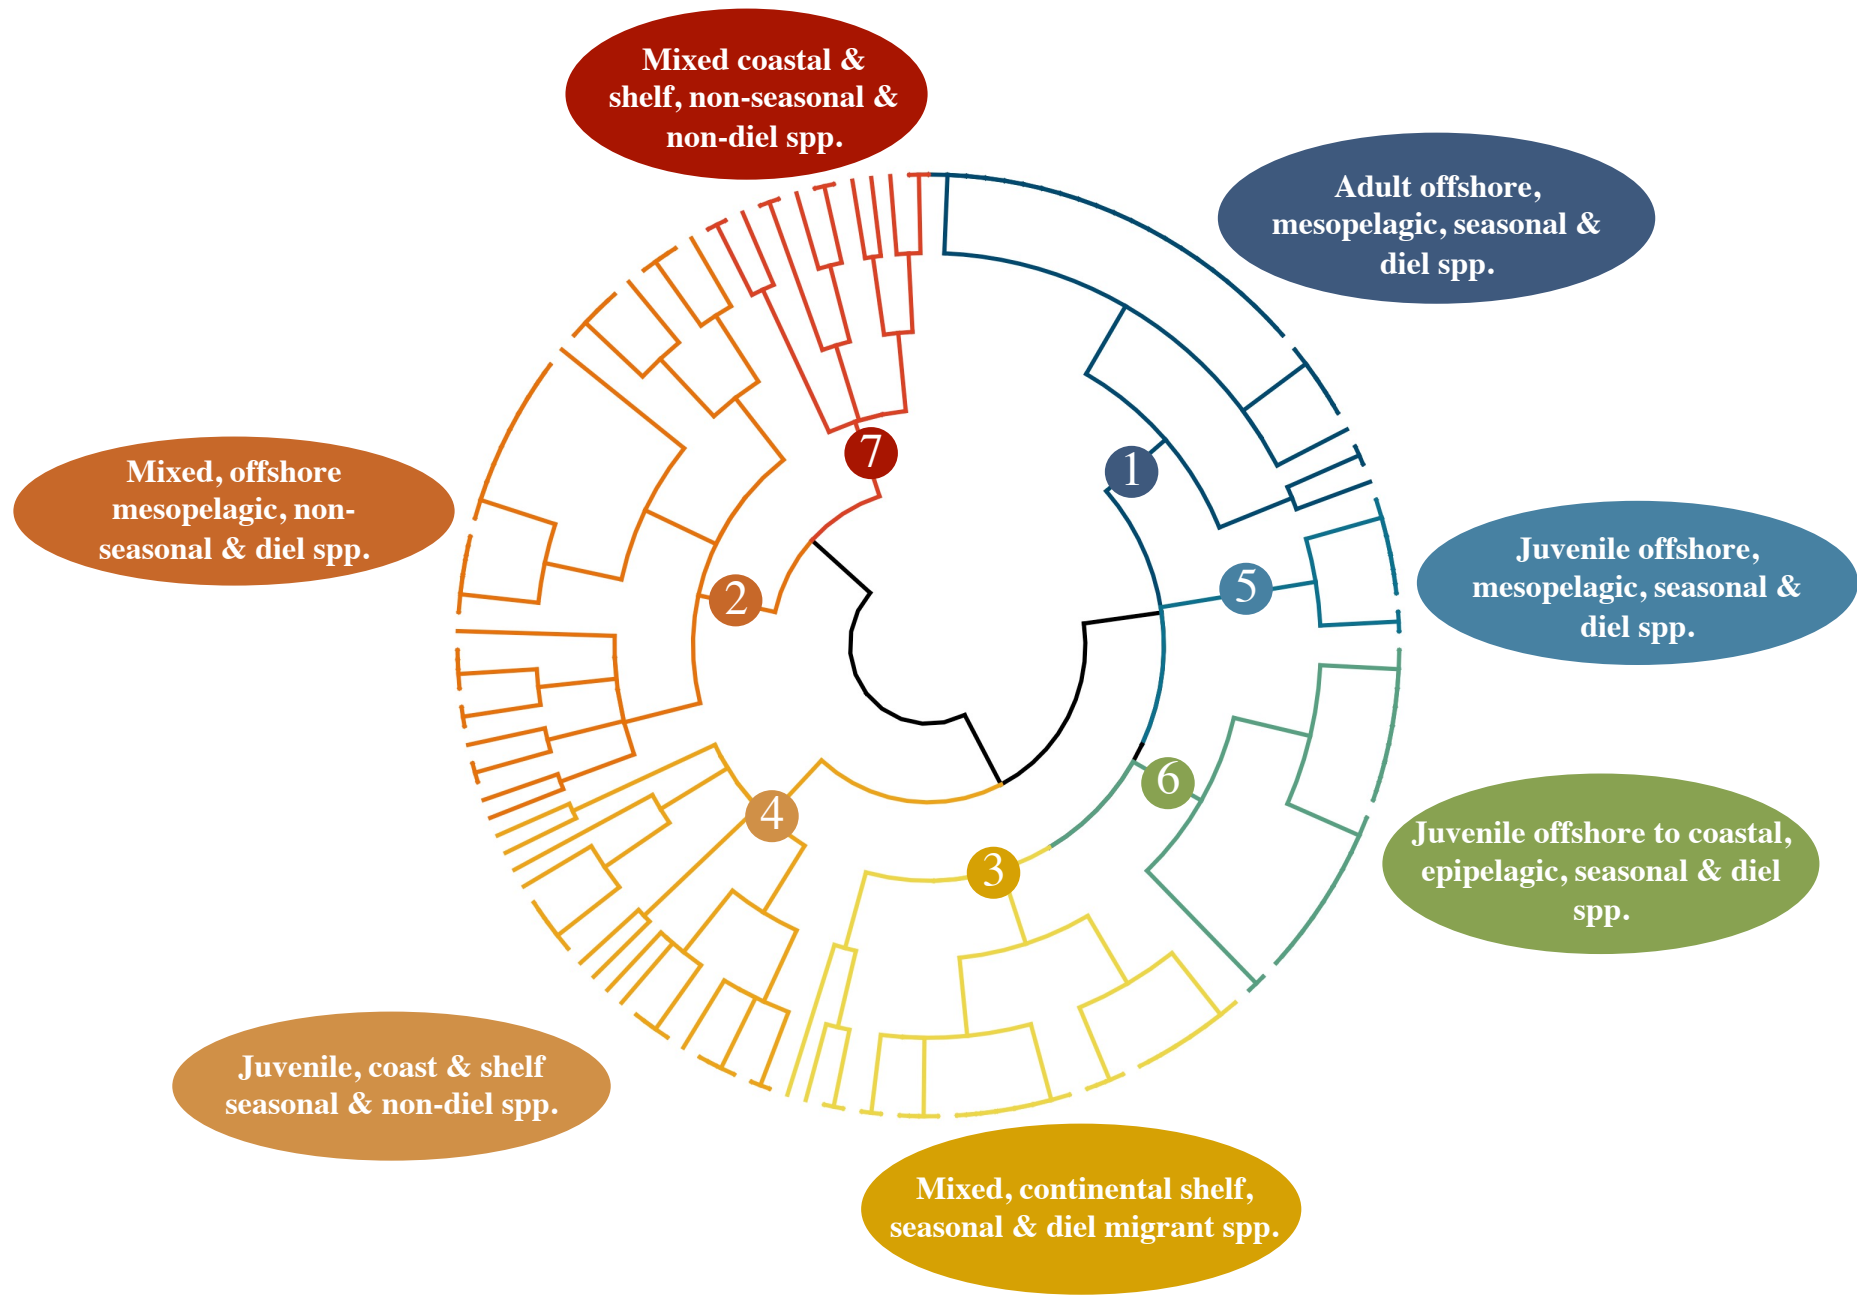 Mixed coastal &
shelf, non-seasonal &
non-diel spp.
Adult offshore,
mesopelagic, seasonal &
diel spp.
7
1
Mixed, offshore
mesopelagic, non-
seasonal & diel spp.
2
5
Juvenile offshore,
mesopelagic, seasonal &
diel spp.
6
4
3
Juvenile offshore to coastal,
epipelagic, seasonal & diel
spp.
Juvenile, coast & shelf
seasonal & non-diel spp.
Mixed, continental shelf,
seasonal & diel migrant spp.